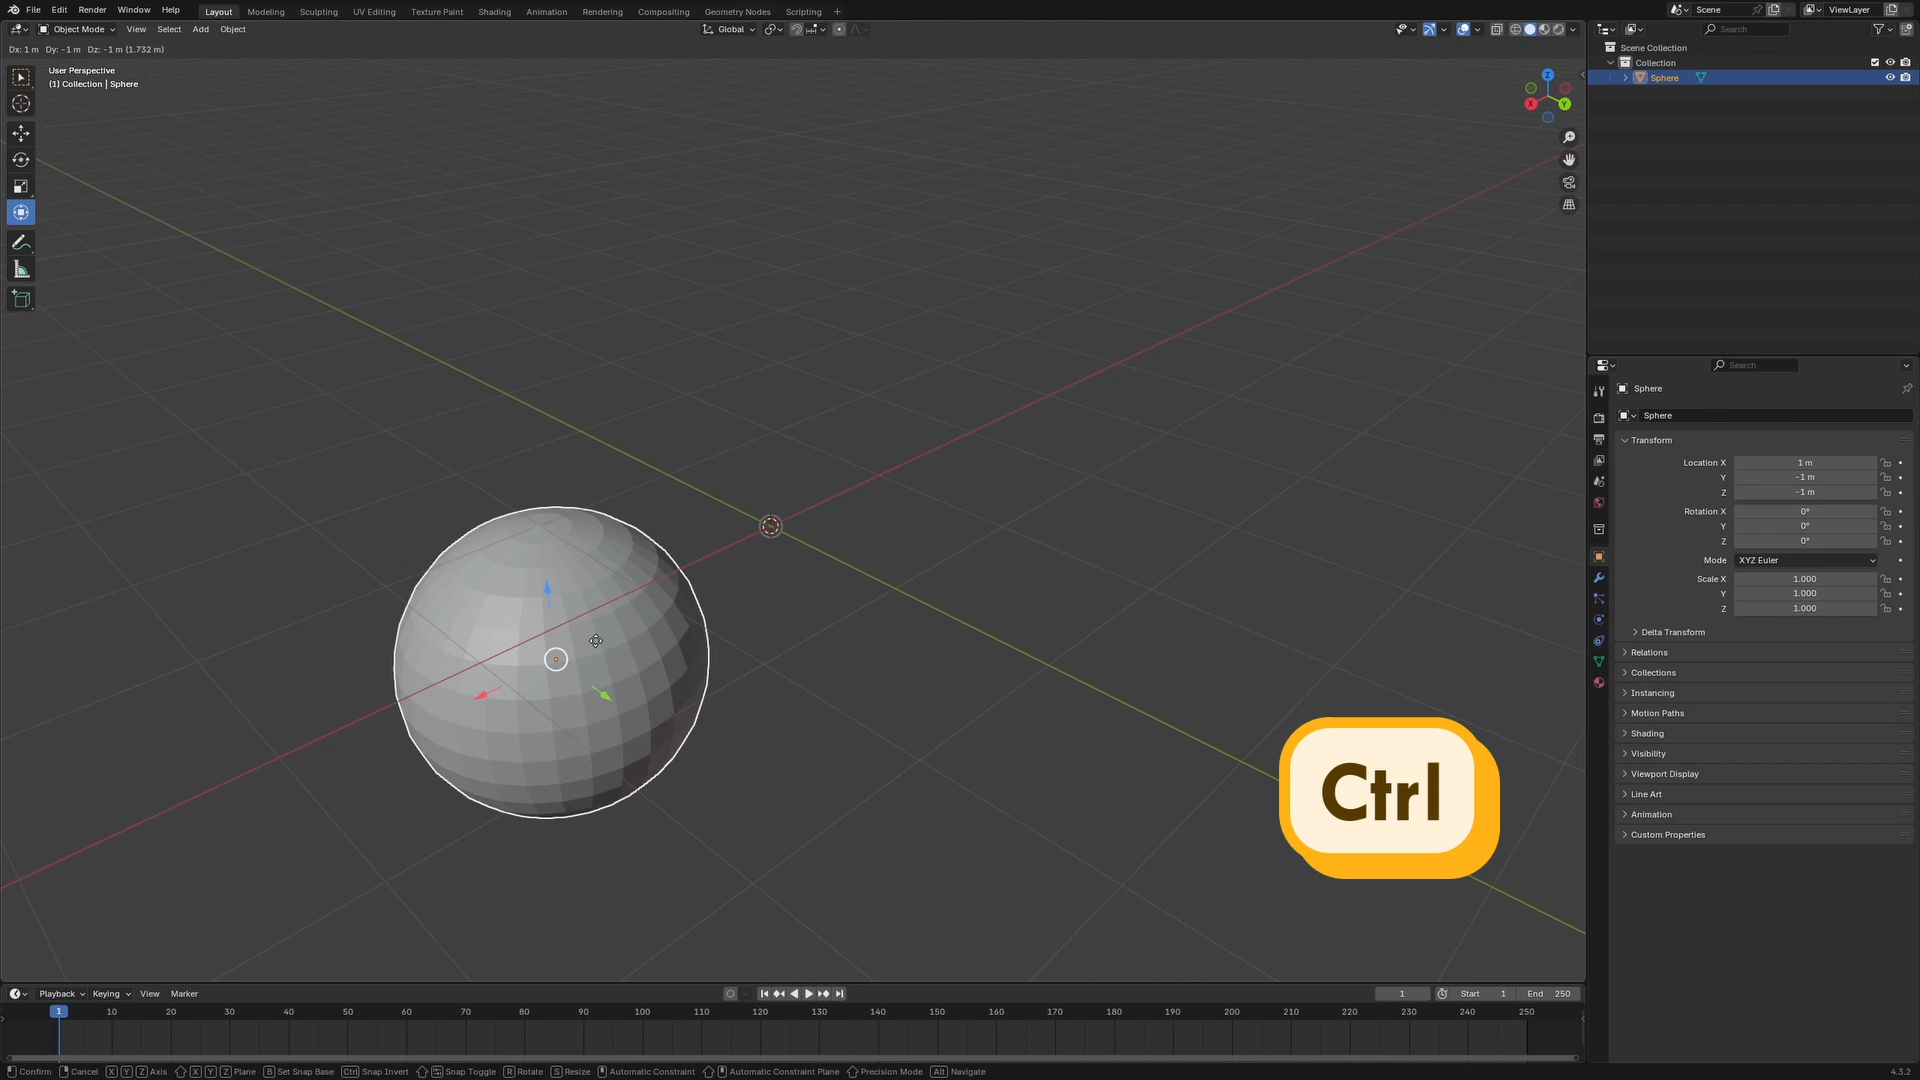 File Edit Render Window Help Layout Modeling Sculpting UV Editing Texture Paint Shading Animation Rendering Compositing Geometry Nodes Scripting + Scene ViewLayer
Object Mode View Select Add Object Global Search
Dx: 1 m Dy: -1 m Dz: -1 m (1.732 m)
User Perspective
(1) Collection | Sphere
Z
X
Y
Scene Collection
Collection
Sphere
Search
Sphere
Sphere
Transform
Location X 1 m
Y -1 m
Z -1 m
Rotation X 0°
Y 0°
Z 0°
Mode XYZ Euler
Scale X 1.000
Y 1.000
Z 1.000
Delta Transform
Relations
Collections
Instancing
Motion Paths
Shading
Visibility
Viewport Display
Line Art
Animation
Custom Properties
Ctrl
Playback Keying View Marker 1 Start 1 End 250
1 10 20 30 40 50 60 70 80 90 100 110 120 130 140 150 160 170 180 190 200 210 220 230 240 250
Confirm Cancel X Y Z Axis X Y Z Plane B Set Snap Base Ctrl Snap Invert Snap Toggle R Rotate S Resize Automatic Constraint Automatic Constraint Plane Precision Mode Alt Navigate 4.3.2